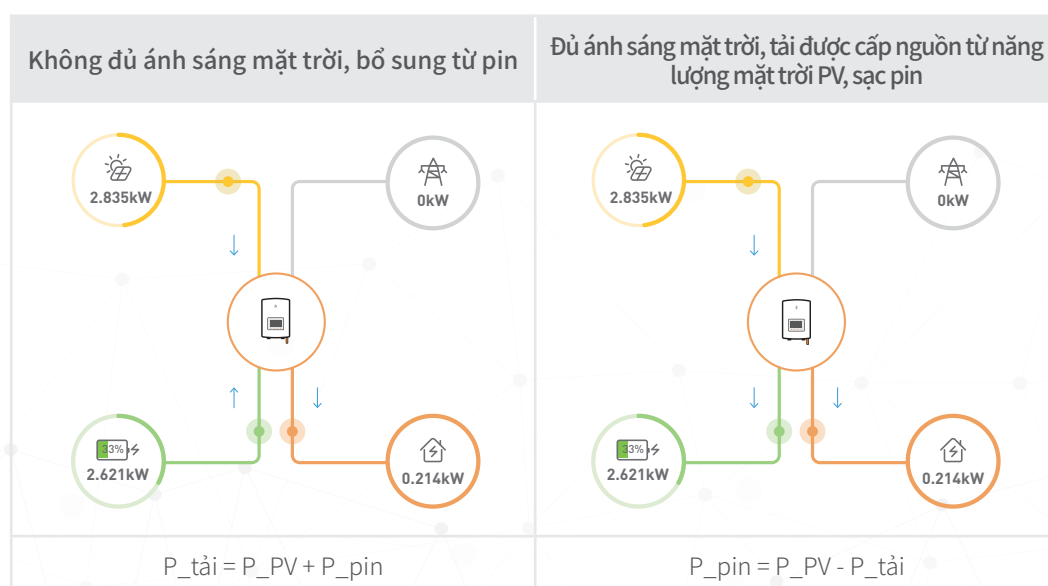 Không đủ ánh sáng mặt trời, bổ sung từ pin
Đủ ánh sáng mặt trời, tải được cấp nguồn từ năng
lượng mặt trời PV, sạc pin
2.835kW
0kW
33%
2.621kW
0.214kW
2.835kW
0kW
33%
2.621kW
0.214kW
P_tải = P_PV + P_pin
P_pin = P_PV - P_tải